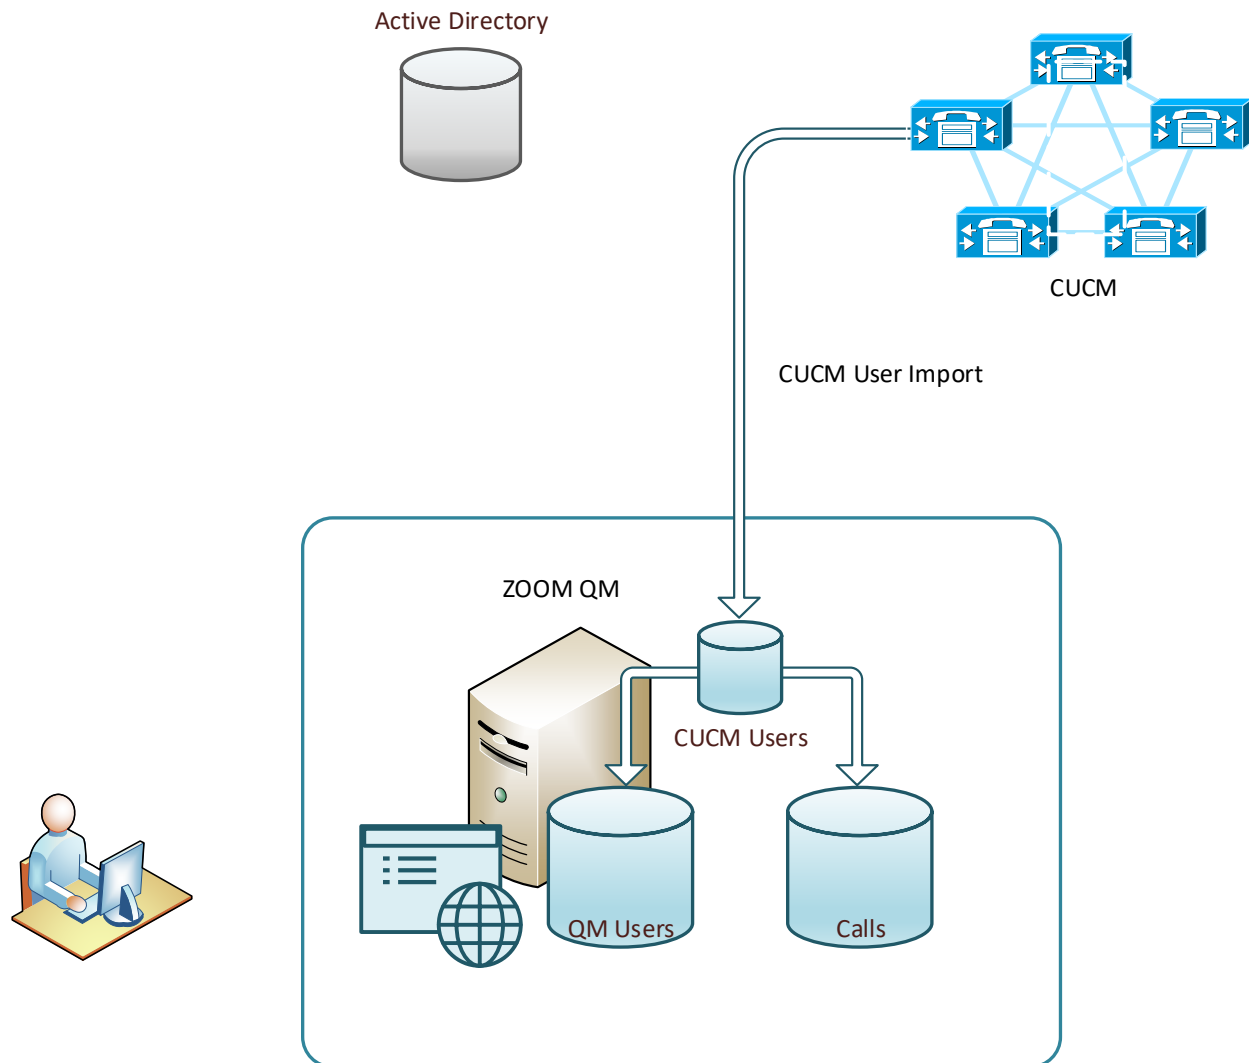 Active Directory
CUCM
CUCM User Import
ZOOM QM
CUCM Users
QM Users
Calls